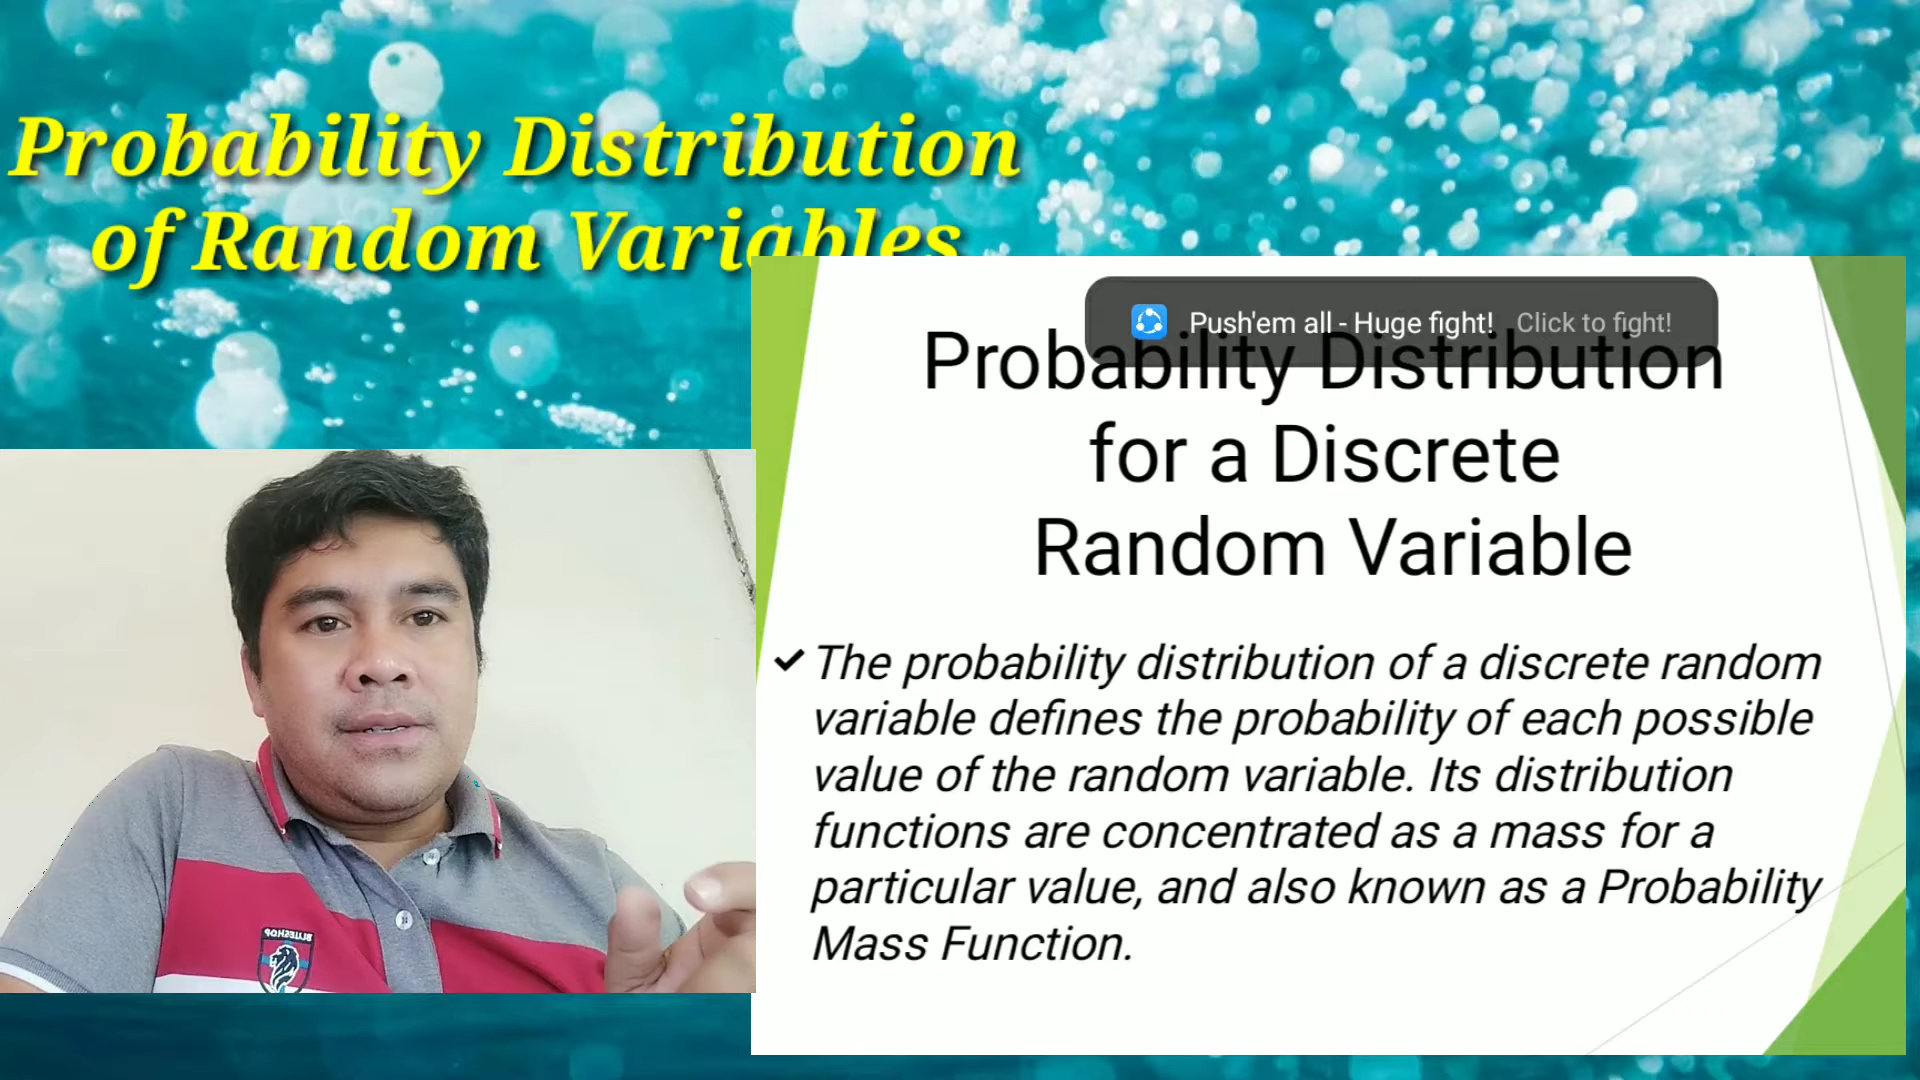 Probability Distribution
of Random Variables
Push'em all - Huge fight! Click to fight!
Probability Distribution
for a Discrete
Random Variable
✓ The probability distribution of a discrete random
variable defines the probability of each possible
value of the random variable. Its distribution
functions are concentrated as a mass for a
particular value, and also known as a Probability
Mass Function.
BLUESHOP